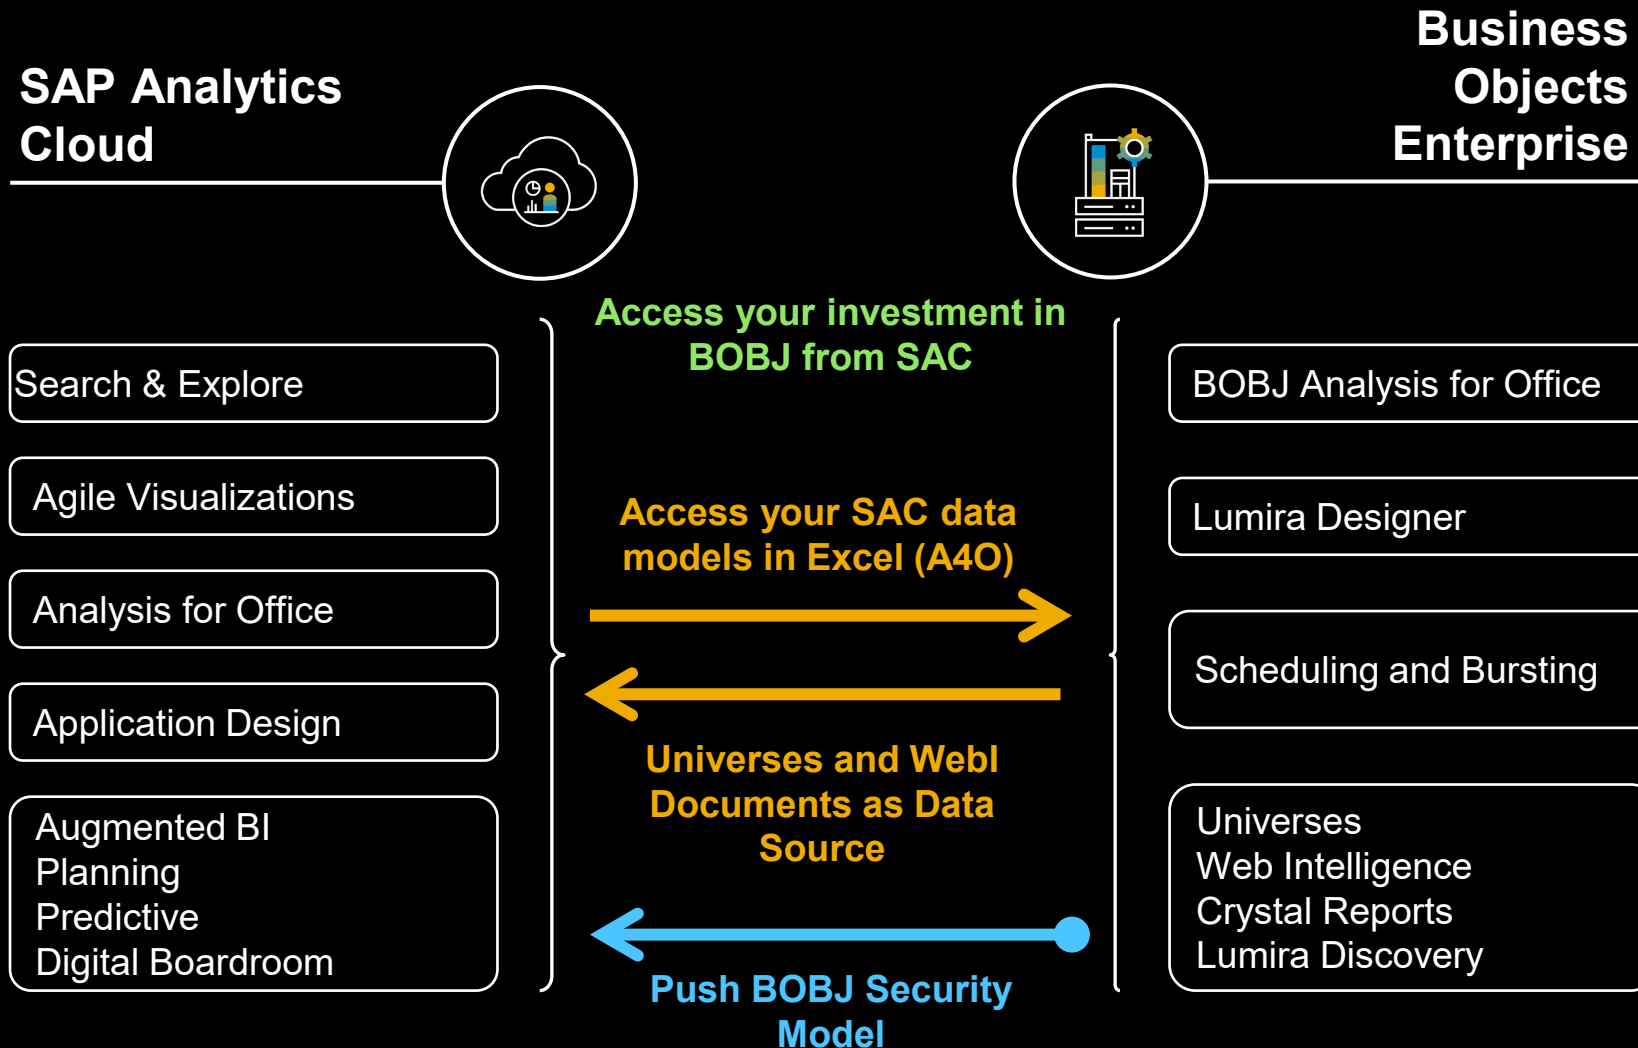 SAP Analytics
Cloud
Business
Objects
Enterprise
Access your investment in
BOBJ from SAC
Search & Explore
Agile Visualizations
Analysis for Office
Application Design
Augmented BI
Planning
Predictive
Digital Boardroom
Access your SAC data
models in Excel (A4O)
Universes and WebI
Documents as Data
Source
Push BOBJ Security
Model
BOBJ Analysis for Office
Lumira Designer
Scheduling and Bursting
Universes
Web Intelligence
Crystal Reports
Lumira Discovery